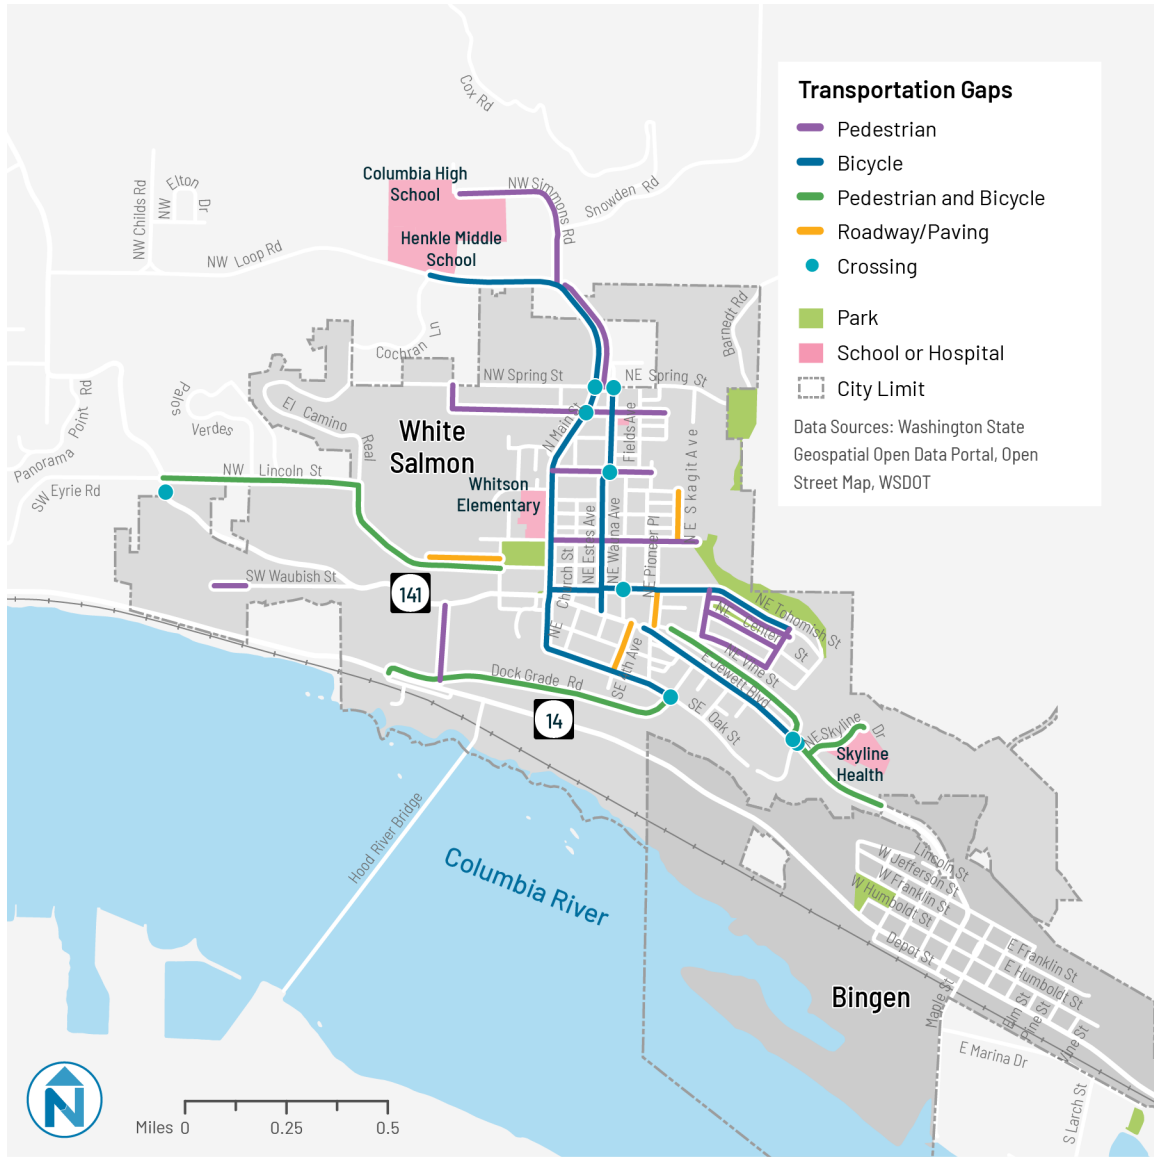 Transportation Gaps
Pedestrian
Bicycle
Pedestrian and Bicycle
Roadway/Paving
Crossing
Park
School or Hospital
City Limit
Data Sources: Washington State
Geospatial Open Data Portal, Open
Street Map, WSDOT
Cox Rd
Columbia High
School
NW Simmons Rd
Snowden Rd
NW Childs Rd
NW Elton Dr
Henkle Middle
School
NW Loop Rd
Barnedt Rd
Cochran Ln
NW Spring St
NE Spring St
Palos
Verdes
Point Rd
El Camino
Real
White
Salmon
N Main St
Fields Ave
NE Skagit Ave
Panorama
NW Lincoln St
SW Eyrie Rd
Whitson
Elementary
NE Estes Ave
NE Wauna Ave
NE Pioneer Pl
NE Church St
SW Waubish St
141
NE Tohomish St
NE Center St
NE Vine St
E Jewett Blvd
Dock Grade Rd
14
SE Oak St
NE Skyline Dr
Skyline
Health
Hood River Bridge
Columbia River
Lincoln St
W Jefferson St
W Franklin St
W Humboldt St
Depot St
E Franklin St
E Humboldt St
Bingen
Maple St
Elm St
Pine St
E Marina Dr
S Larch St
N
Miles 0 0.25 0.5